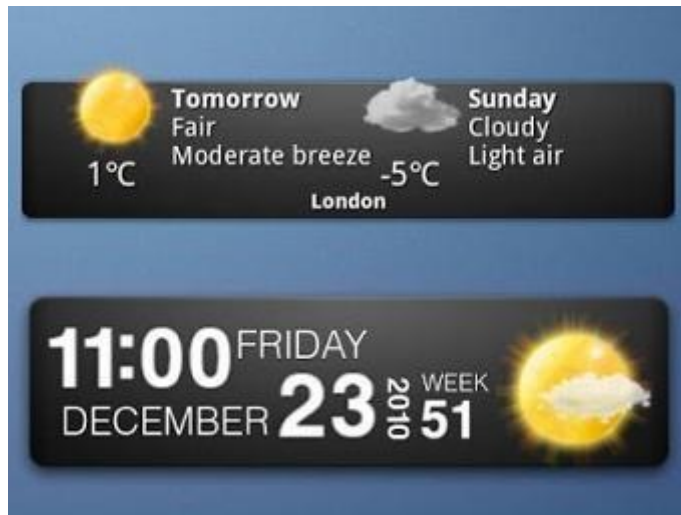 Tomorrow
Fair
Moderate breeze
1°C
Sunday
Cloudy
Light air
-5°C
London
11:00 FRIDAY
DECEMBER 23 2010 WEEK 51